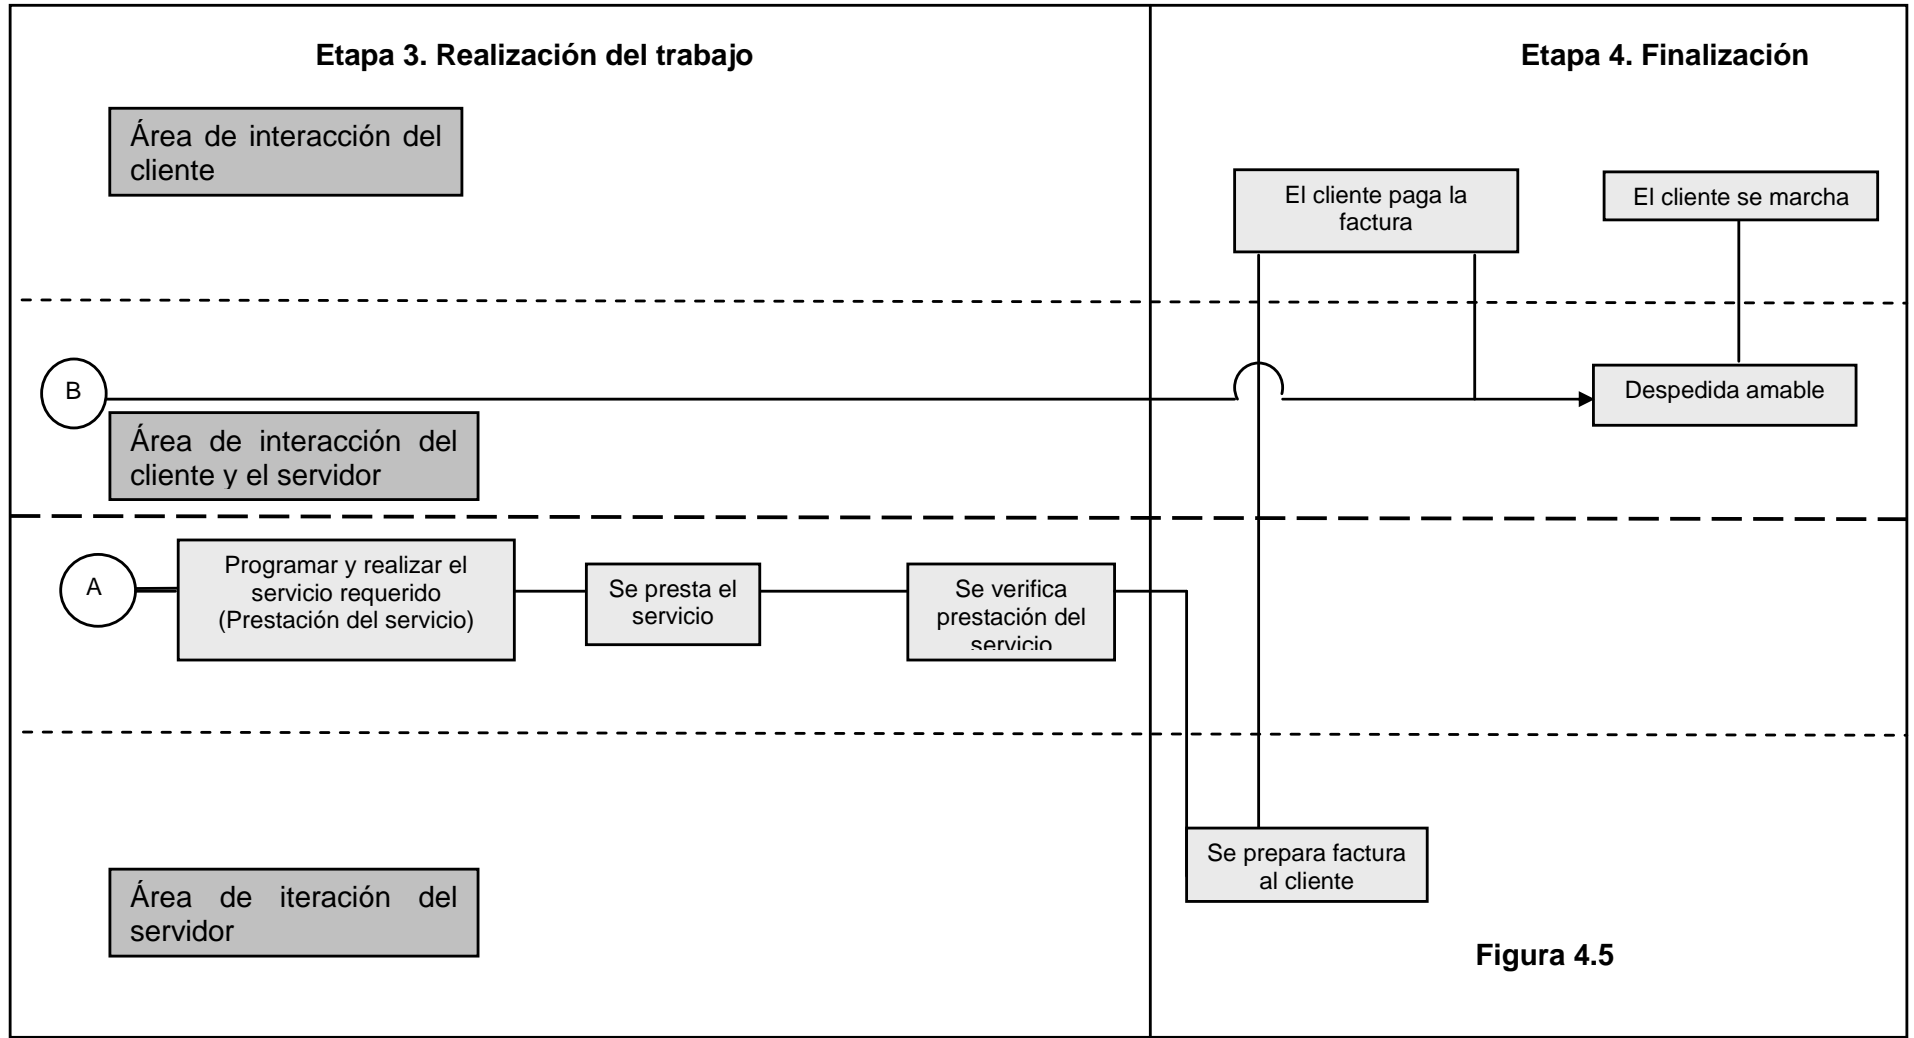 Etapa 3. Realización del trabajo
Etapa 4. Finalización
Área de interacción del
cliente
El cliente paga la
factura
El cliente se marcha
B
Despedida amable
Área de interacción del
cliente y el servidor
A
Programar y realizar el
servicio requerido
(Prestación del servicio)
Se presta el
servicio
Se verifica
prestación del
servicio
Se prepara factura
al cliente
Área de iteración del
servidor
Figura 4.5